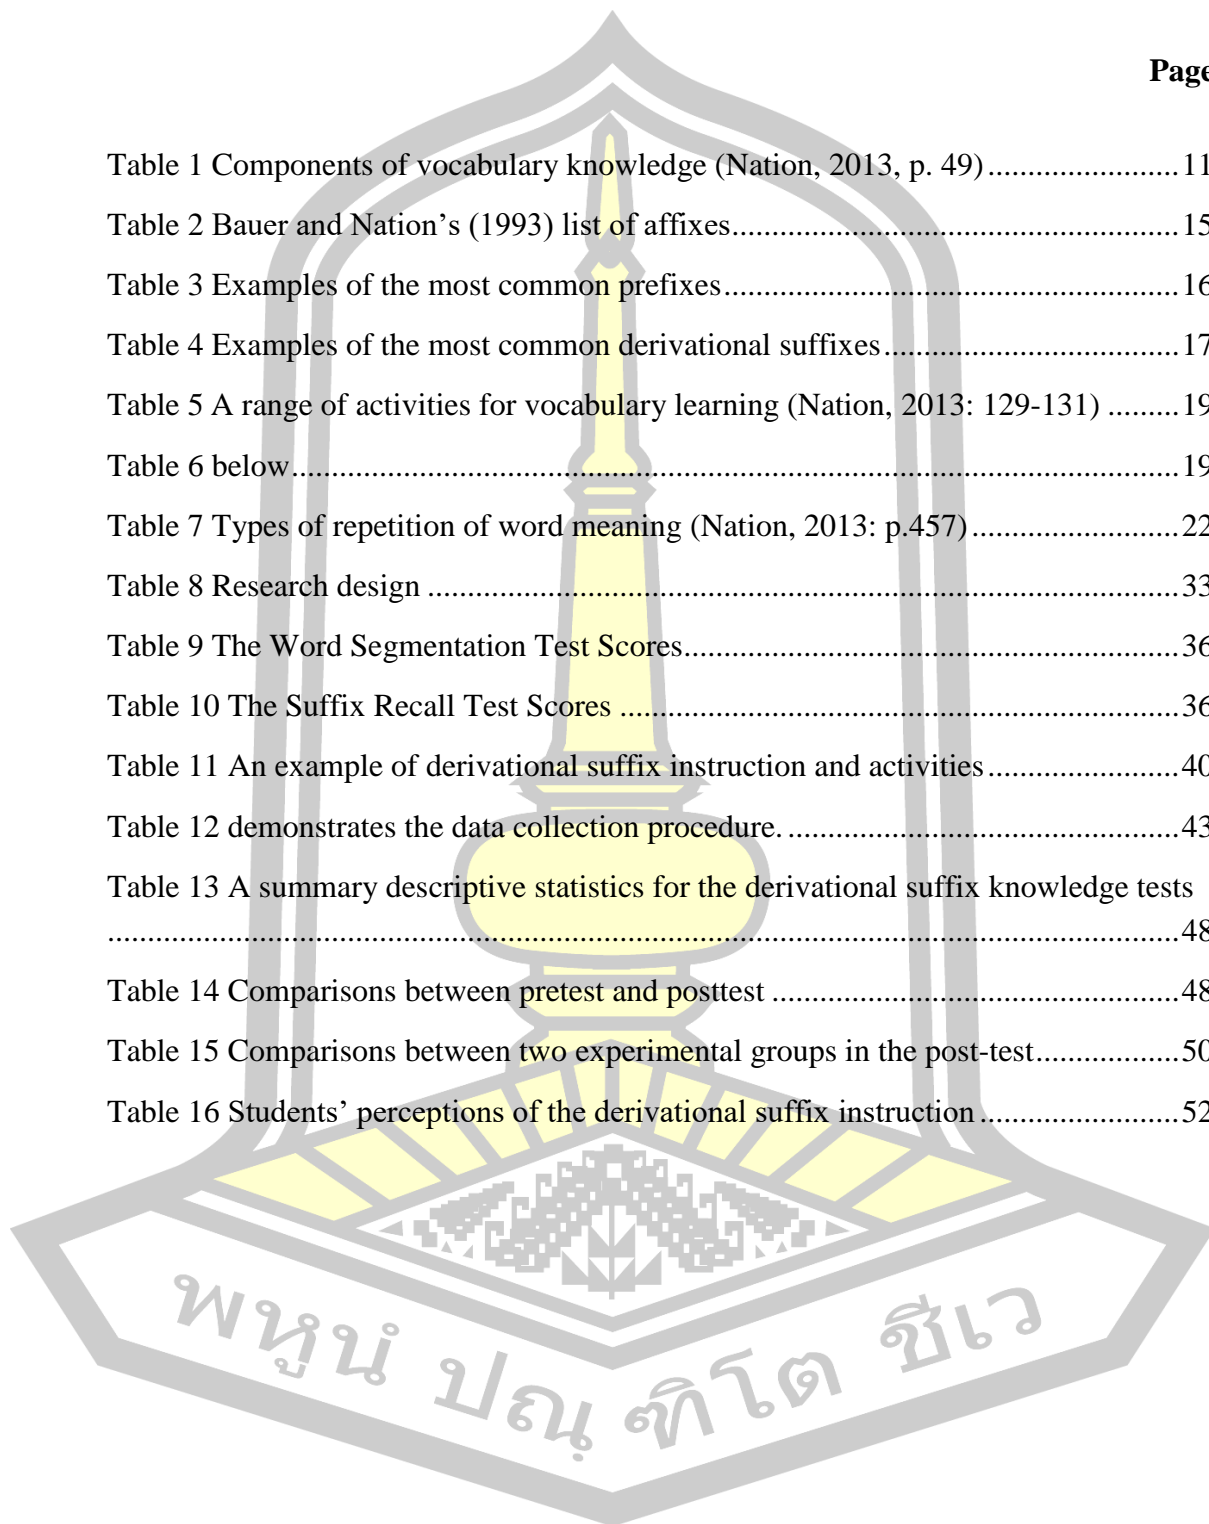 Page
Table 1 Components of vocabulary knowledge (Nation, 2013, p. 49) ........................11
Table 2 Bauer and Nation’s (1993) list of affixes........................................................15
Table 3 Examples of the most common prefixes.........................................................16
Table 4 Examples of the most common derivational suffixes.....................................17
Table 5 A range of activities for vocabulary learning (Nation, 2013: 129-131) .........19
Table 6 below...............................................................................................................19
Table 7 Types of repetition of word meaning (Nation, 2013: p.457)..........................22
Table 8 Research design ..............................................................................................33
Table 9 The Word Segmentation Test Scores..............................................................36
Table 10 The Suffix Recall Test Scores ......................................................................36
Table 11 An example of derivational suffix instruction and activities........................40
Table 12 demonstrates the data collection procedure. .................................................43
Table 13 A summary descriptive statistics for the derivational suffix knowledge tests
......................................................................................................................................48
Table 14 Comparisons between pretest and posttest ...................................................48
Table 15 Comparisons between two experimental groups in the post-test..................50
Table 16 Students’ perceptions of the derivational suffix instruction .........................52
พหูนํ ปณฺ ฑิโต ชีเว